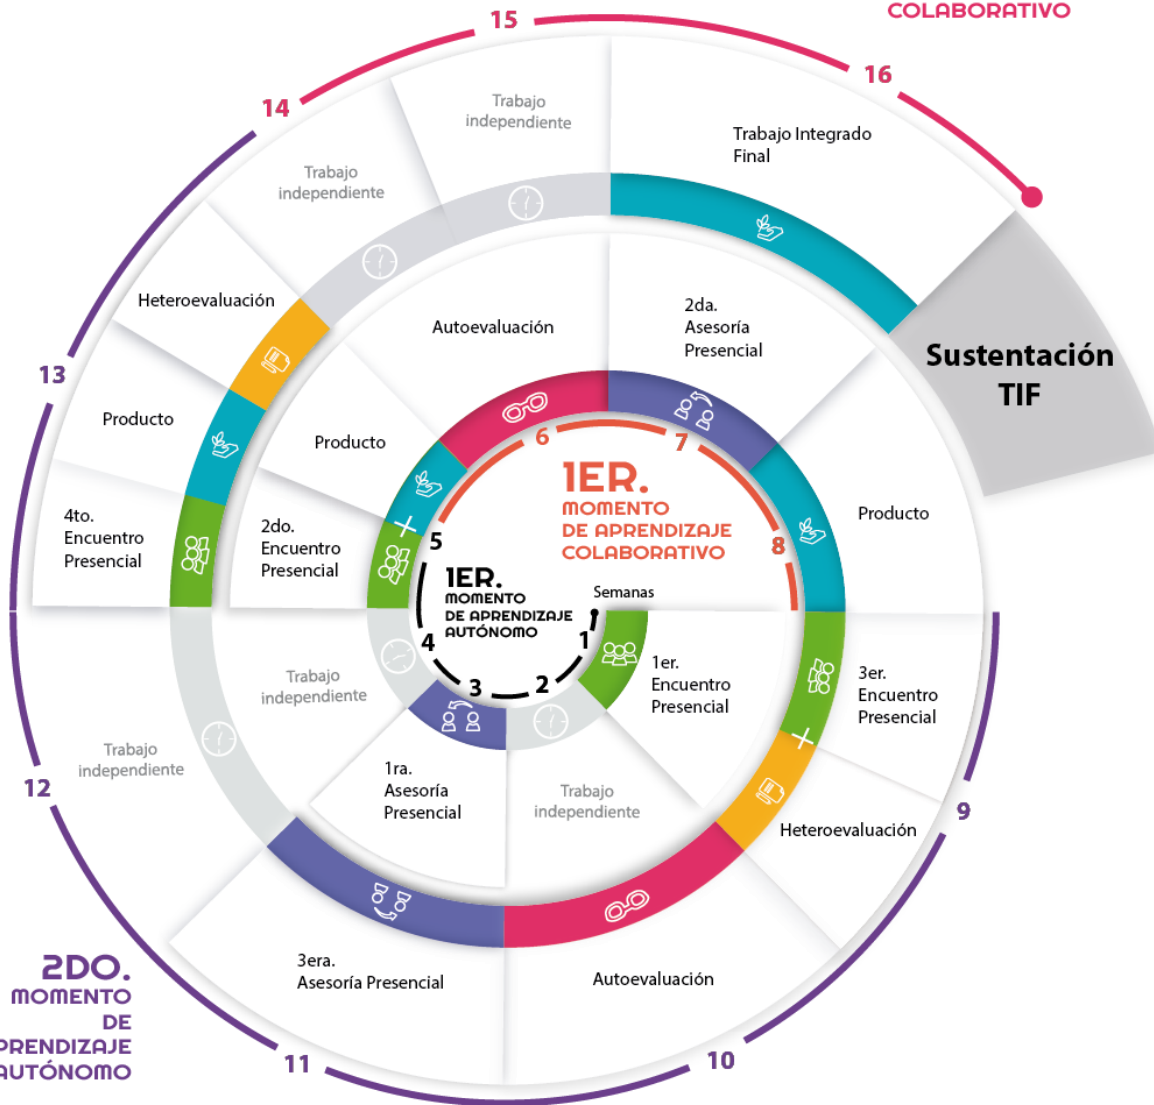 COLABORATIVO
15
16
14
Trabajo
independiente
Trabajo Integrado
Final
Trabajo
independiente
Heteroevaluación
Autoevaluación
2da.
Asesoría
Presencial
Sustentación
TIF
13
Producto
Producto
6
7
1ER.
MOMENTO
DE APRENDIZAJE
COLABORATIVO
Producto
4to.
Encuentro
Presencial
2do.
Encuentro
Presencial
5
8
1ER.
MOMENTO
DE APRENDIZAJE
AUTÓNOMO
Semanas
4
1
3
2
1er.
Encuentro
Presencial
3er.
Encuentro
Presencial
Trabajo
independiente
Trabajo
independiente
12
1ra.
Asesoría
Presencial
Trabajo
independiente
9
Heteroevaluación
3era.
Asesoría Presencial
Autoevaluación
2DO.
MOMENTO
DE
PRENDIZAJE
AUTÓNOMO
11
10